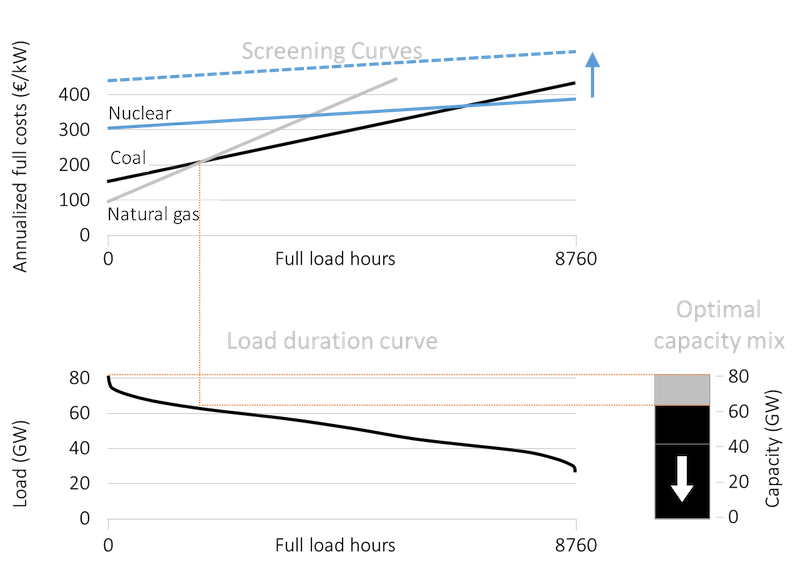 Screening Curves
Annualized full costs (€/kW)
400
300
200
100
0
Nuclear
Coal
Natural gas
0
Full load hours
8760
Load duration curve
Optimal
capacity mix
Load (GW)
80
60
40
20
0
0
Full load hours
8760
80
60
40
20
0
Capacity (GW)